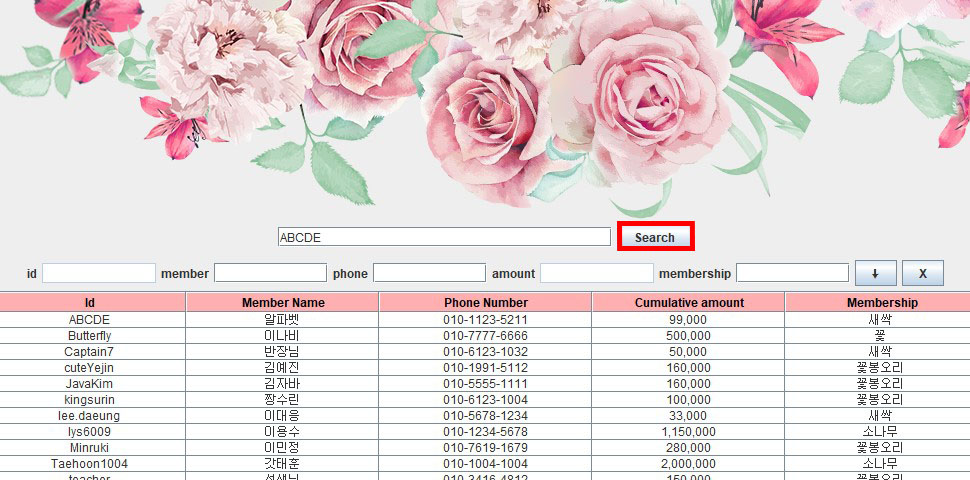 ABCDE Search
id member phone amount membership X
Id Member Name Phone Number Cumulative amount Membership
ABCDE 알파벳 010-1123-5211 99,000 새싹
Butterfly 이나비 010-7777-6666 500,000 꽃
Captain7 반장님 010-6123-1032 50,000 새싹
cuteYejin 김예진 010-1991-5112 160,000 꽃봉오리
JavaKim 김자바 010-5555-1111 160,000 꽃봉오리
kingsurin 짱수린 010-6123-1004 100,000 꽃봉오리
lee.daeung 이대웅 010-5678-1234 33,000 새싹
lys6009 이용수 010-1234-5678 1,150,000 소나무
Minruki 이민정 010-7619-1679 280,000 꽃봉오리
Taehoon1004 갓태훈 010-1004-1004 2,000,000 소나무
teacher 선생님 010-3416-4812 150,000 꽃봉오리